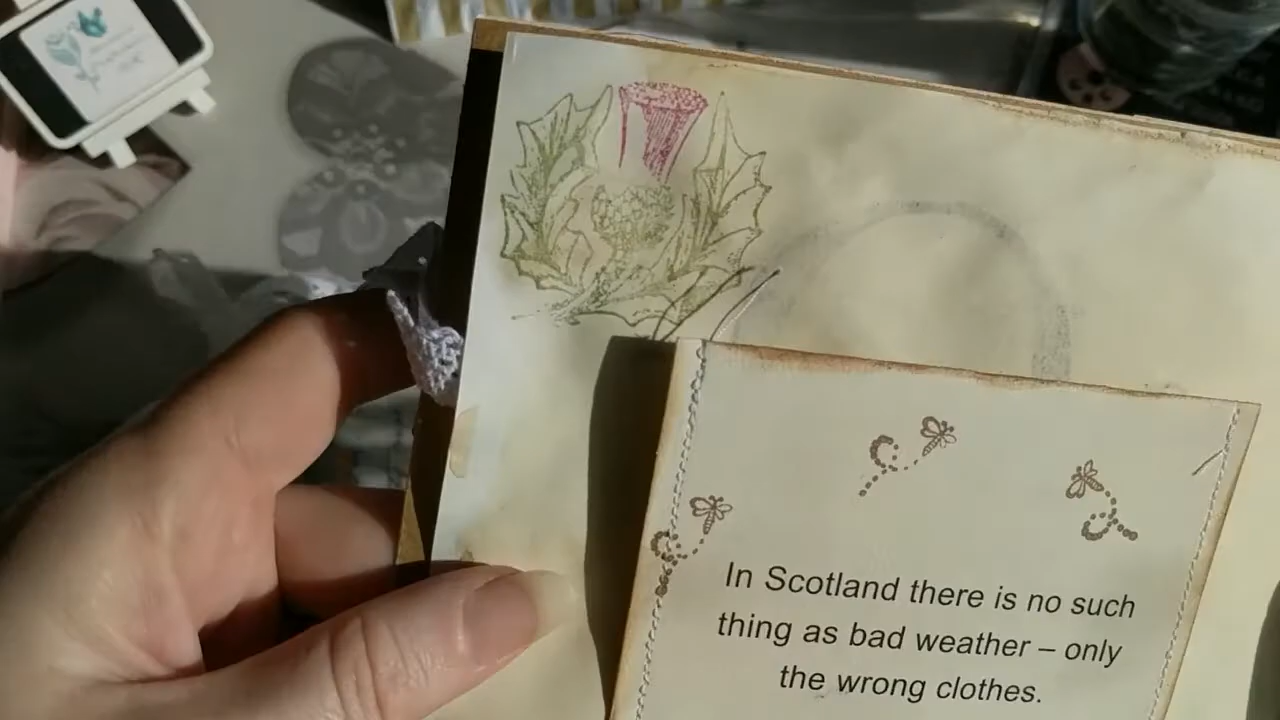 In Scotland there is no such
thing as bad weather – only
the wrong clothes.